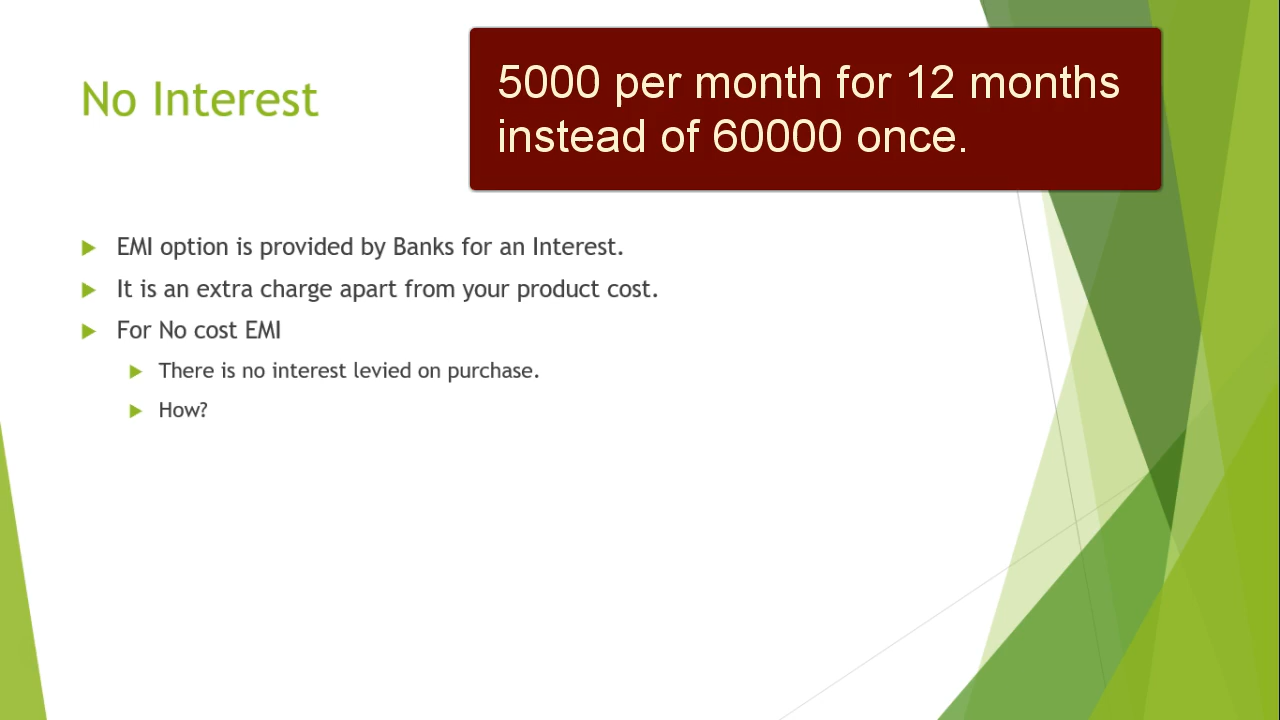 No Interest
5000 per month for 12 months
instead of 60000 once.
EMI option is provided by Banks for an Interest.
It is an extra charge apart from your product cost.
For No cost EMI
There is no interest levied on purchase.
How?